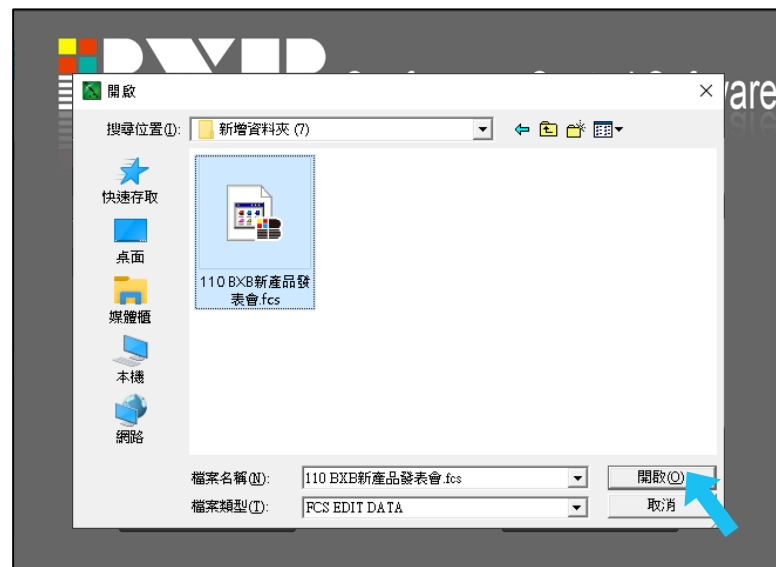 開啟
搜尋位置(I):
新增資料夾 (7)
快速存取
桌面
媒體櫃
本機
網路
110 BXB新產品發
表會.fcs
檔案名稱(N):
110 BXB新產品發表會.fcs
開啟(O)
檔案類型(T):
FCS EDIT DATA
取消